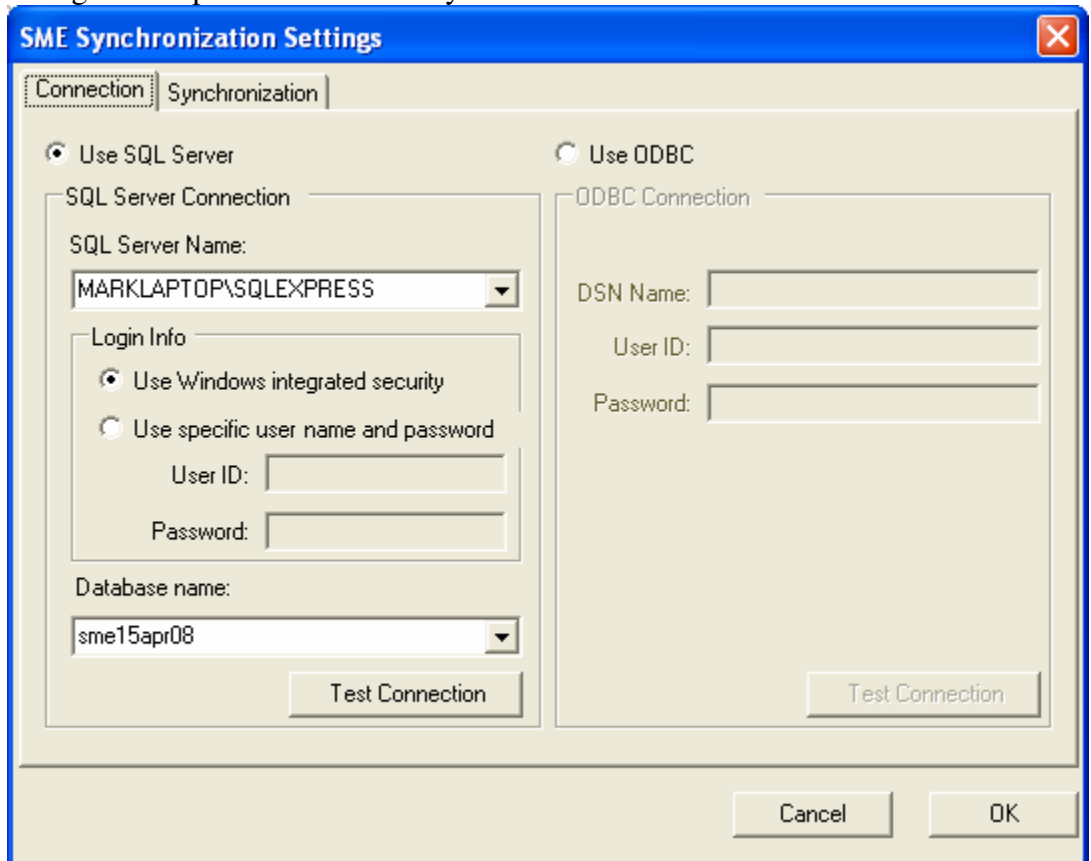 SME Synchronization Settings
Connection Synchronization
Use SQL Server
Use ODBC
SQL Server Connection
SQL Server Name:
MARKLAPTOP\SQLEXPRESS
Login Info
Use Windows integrated security
Use specific user name and password
User ID:
Password:
Database name:
sme15apr08
Test Connection
ODBC Connection
DSN Name:
User ID:
Password:
Test Connection
Cancel OK